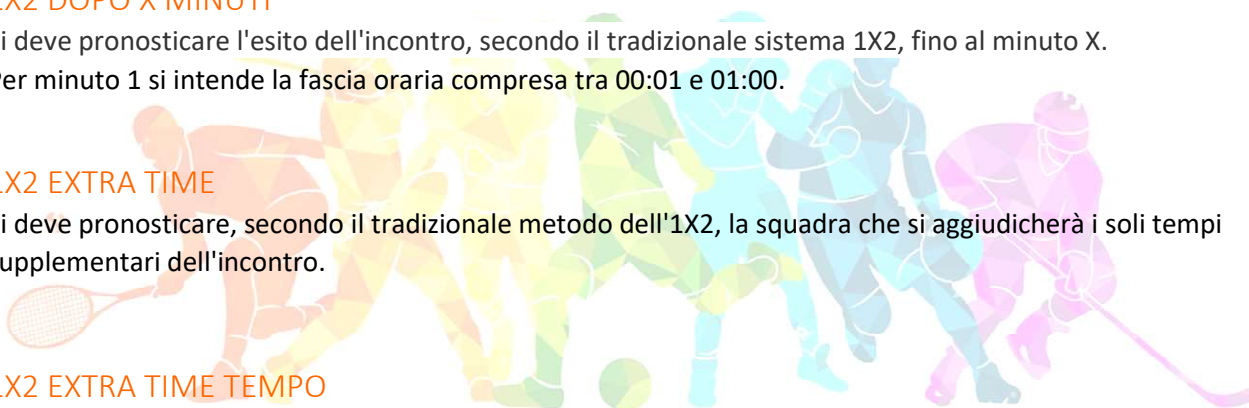 1X2 DOPO X MINUTI
i deve pronosticare l'esito dell'incontro, secondo il tradizionale sistema 1X2, fino al minuto X.
Per minuto 1 si intende la fascia oraria compresa tra 00:01 e 01:00.
1X2 EXTRA TIME
i deve pronosticare, secondo il tradizionale metodo dell'1X2, la squadra che si aggiudicherà i soli tempi
upplementari dell'incontro.
1X2 EXTRA TIME TEMPO